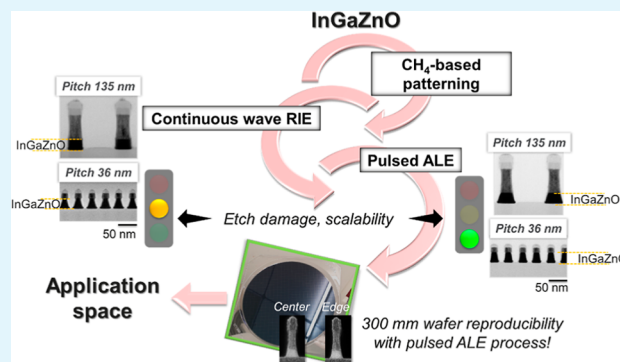 InGaZnO
CH₄-based
patterning
Pitch 135 nm
Continuous wave RIE
InGaZnO
Pulsed ALE
Pitch 135 nm
Pitch 36 nm
InGaZnO
InGaZnO
50 nm
Etch damage, scalability
Pitch 36 nm
InGaZnO
50 nm
Application
space
Center
Edge
300 mm wafer reproducibility
with pulsed ALE process!